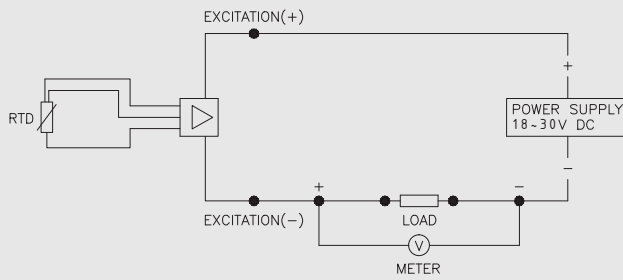 EXCITATION(+)
+
RTD
POWER SUPPLY
18~30V DC
−
+
−
EXCITATION(−)
LOAD
V
METER